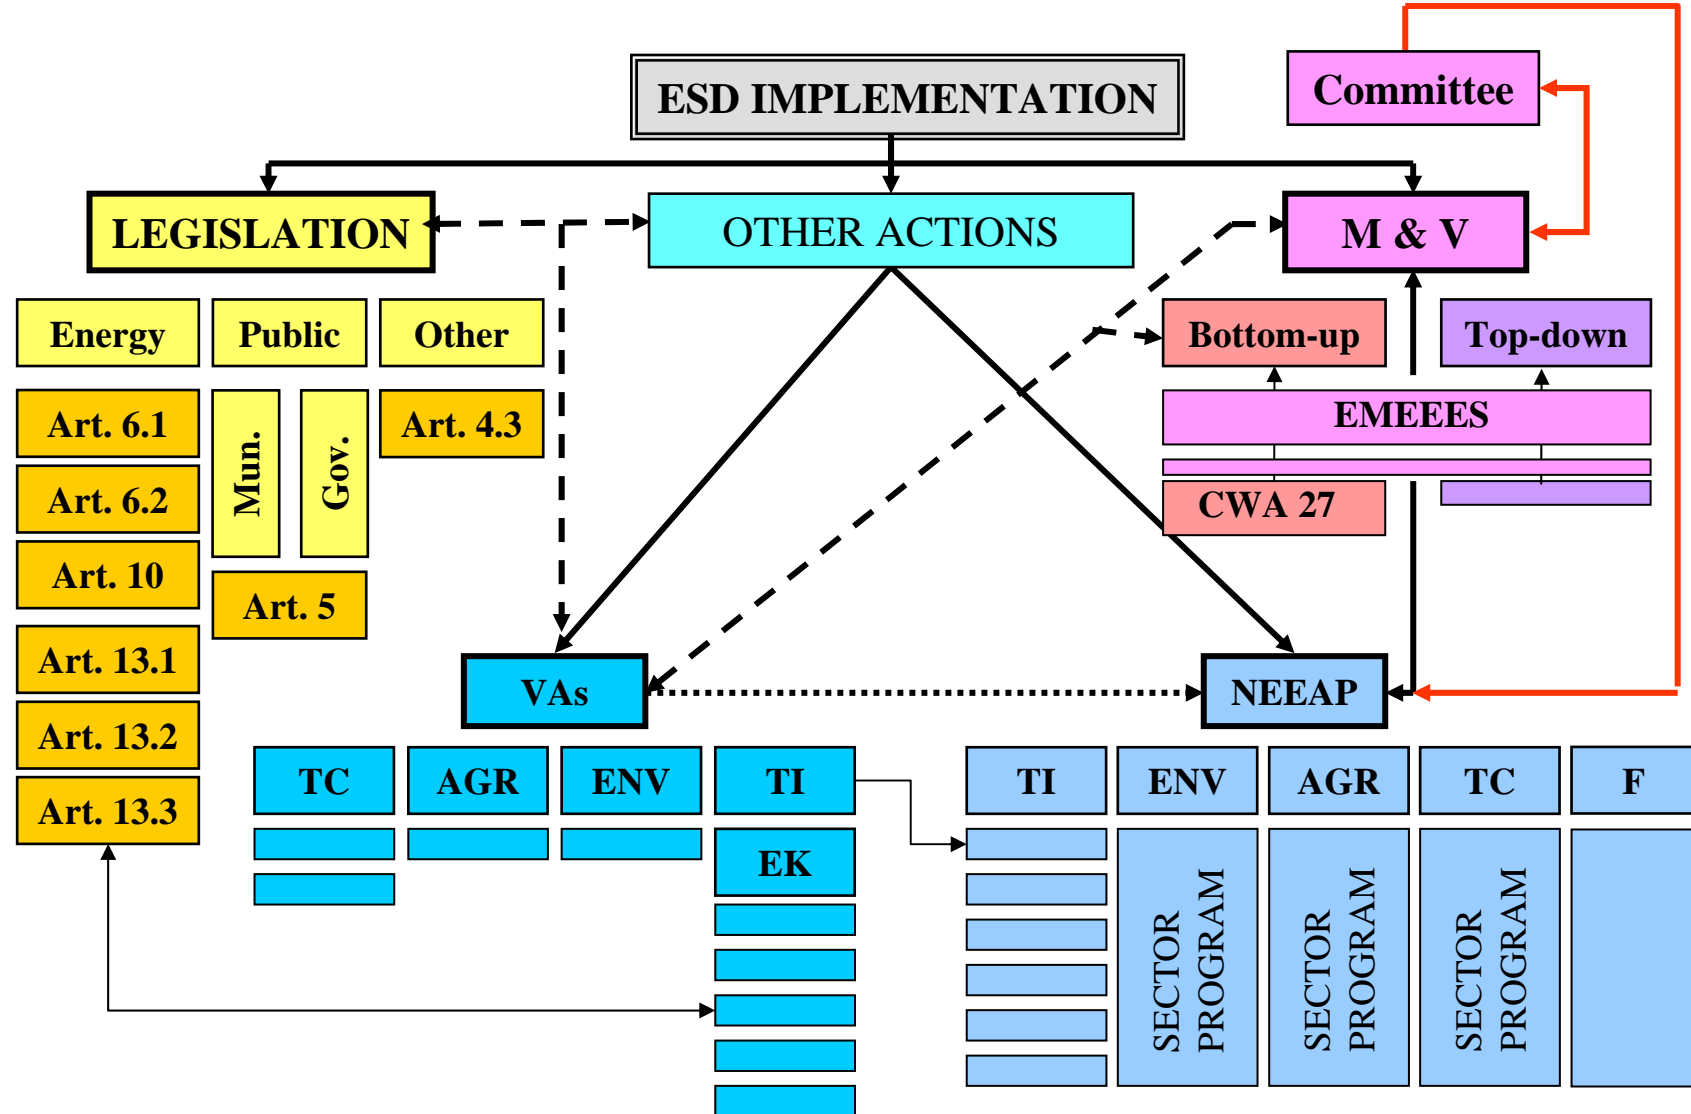 ESD IMPLEMENTATION
Committee
LEGISLATION
OTHER ACTIONS
M & V
Energy
Public
Other
Bottom-up
Top-down
Art. 6.1
Mun.
Gov.
Art. 4.3
EMEEES
Art. 6.2
CWA 27
Art. 10
Art. 5
Art. 13.1
VAs
NEEAP
Art. 13.2
TC
AGR
ENV
TI
TI
ENV
AGR
TC
F
Art. 13.3
EK
SECTOR
PROGRAM
SECTOR
PROGRAM
SECTOR
PROGRAM